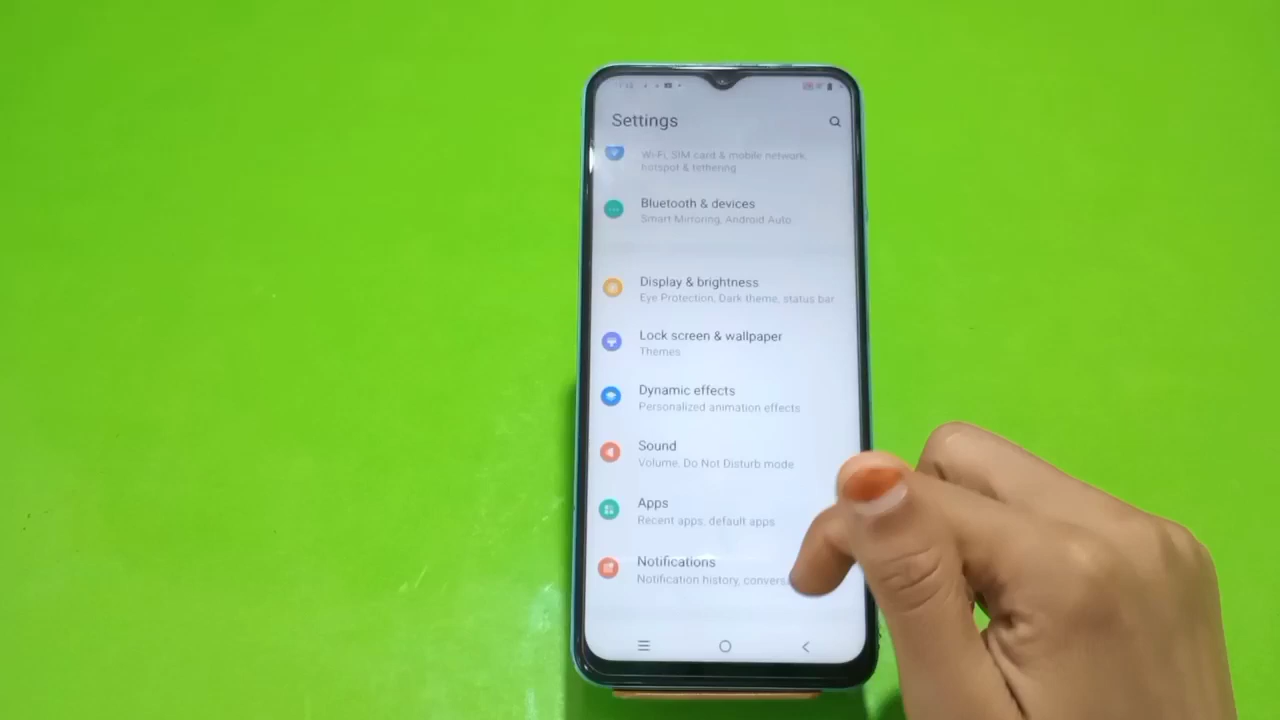 Settings
Wi-Fi, SIM card & mobile network,
hotspot & tethering
Bluetooth & devices
Smart Mirroring, Android Auto
Display & brightness
Eye Protection, Dark theme, status bar
Lock screen & wallpaper
Themes
Dynamic effects
Personalized animation effects
Sound
Volume, Do Not Disturb mode
Apps
Recent apps, default apps
Notifications
Notification history,